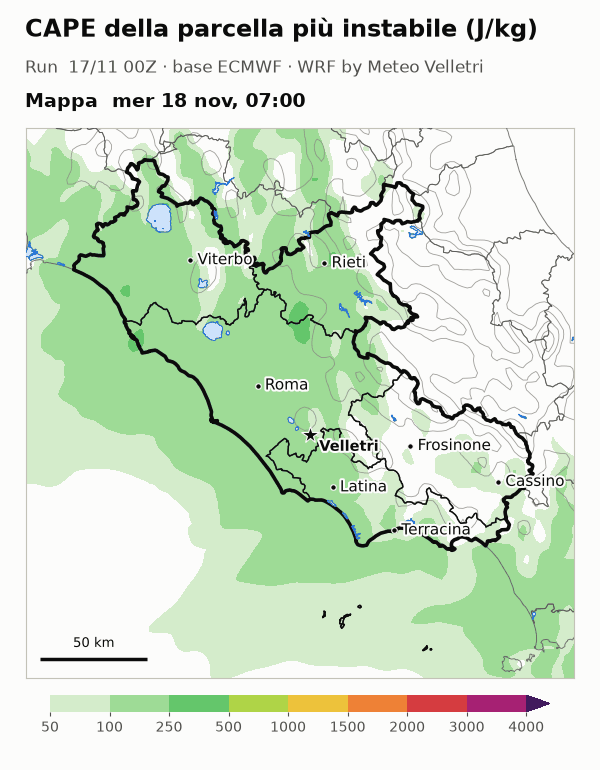 CAPE della parcella più instabile (J/kg)
Run  17/11 00Z · base ECMWF · WRF by Meteo Velletri
Mappa  mer 18 nov, 07:00
Viterbo
Rieti
Roma
Velletri
Frosinone
Cassino
Latina
Terracina
50 km
50 100 250 500 1000 1500 2000 3000 4000